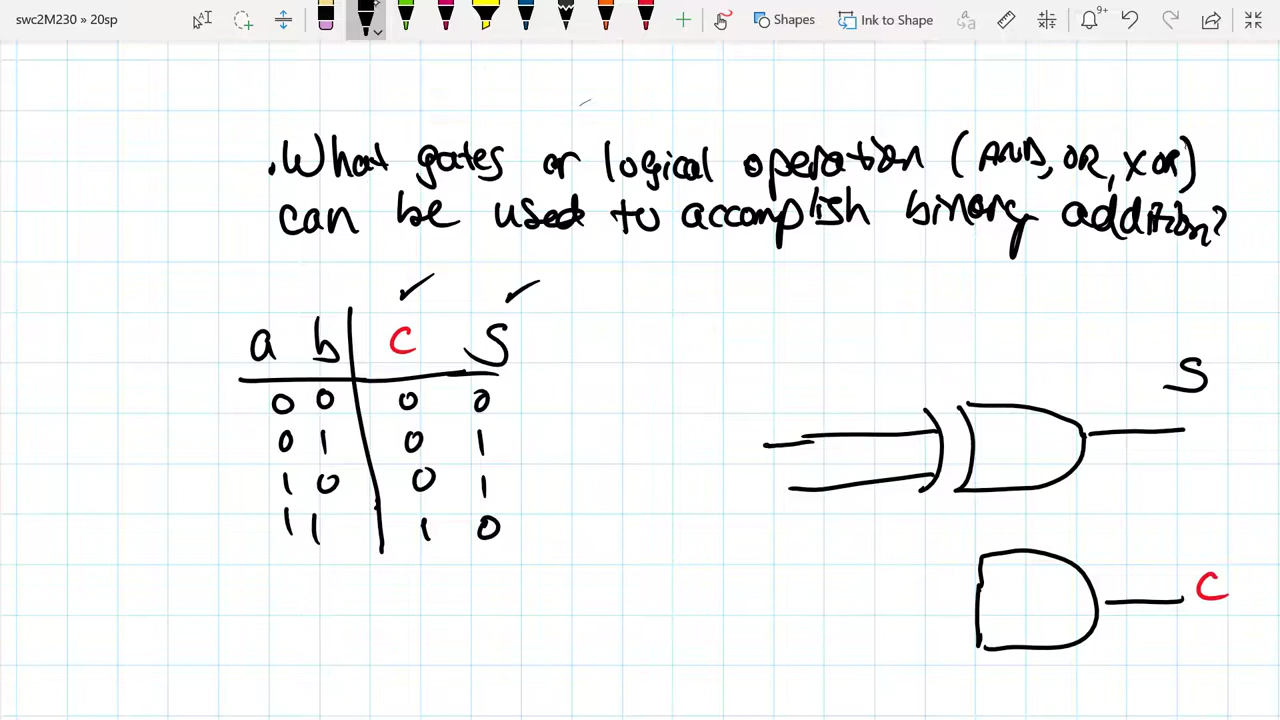 swc2M230 » 20sp
Shapes
Ink to Shape
9+
.What gates or logical operation (AND, OR, XOR)
can be used to accomplish binary addition?
a b C S
0 0 0 0
0 1 0 1
1 0 0 1
1 1 1 0
S
C